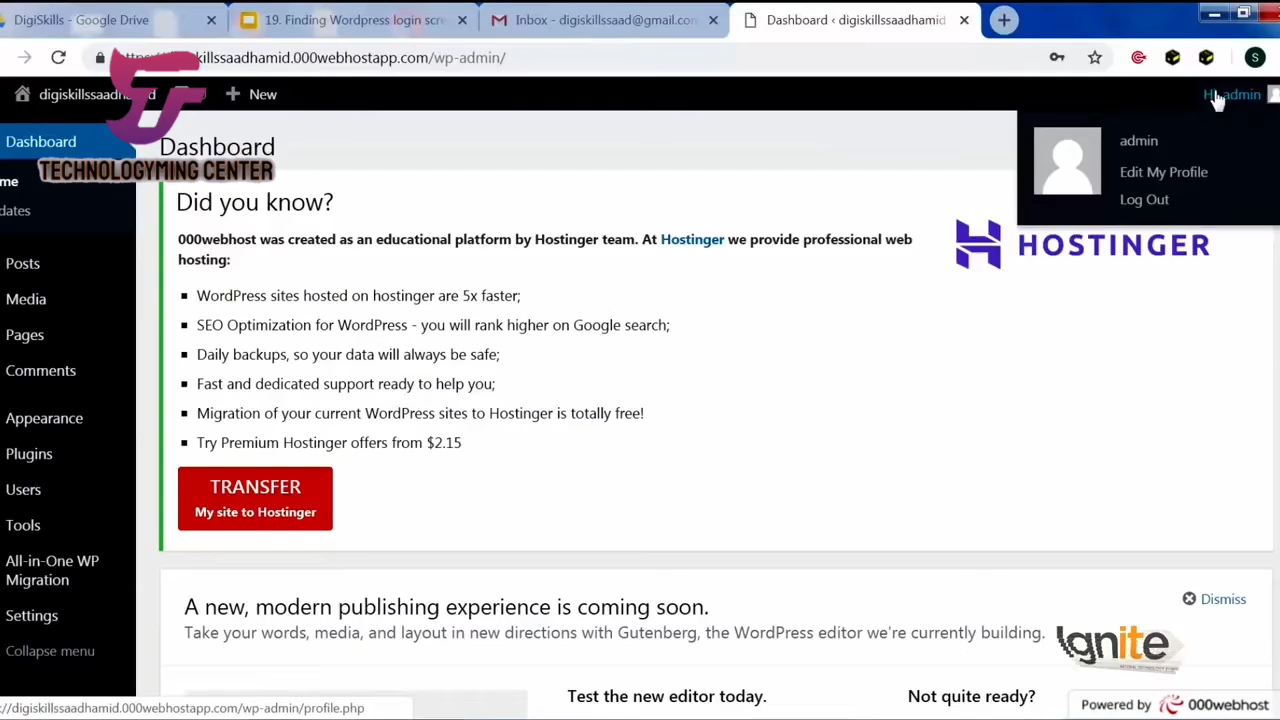 DigiSkills - Google Drive
19. Finding Wordpress login scre
Inbox
digiskillssaad@gmail.com
Dashboard ‹ digiskillssaadhamid
killssaadhamid.000webhostapp.com/wp-admin/
S
New
Hi, admin
admin
Edit My Profile
Log Out
TECHNOLOGYMING CENTER
Dashboard
me
dates
Posts
Media
Pages
Comments
Appearance
Plugins
Users
Tools
All-in-One WP
Migration
Settings
Collapse menu
Dashboard
Did you know?
000webhost was created as an educational platform by Hostinger team. At Hostinger we provide professional web
hosting:
WordPress sites hosted on hostinger are 5x faster;
SEO Optimization for WordPress - you will rank higher on Google search;
Daily backups, so your data will always be safe;
Fast and dedicated support ready to help you;
Migration of your current WordPress sites to Hostinger is totally free!
Try Premium Hostinger offers from $2.15
TRANSFER
My site to Hostinger
HOSTINGER
A new, modern publishing experience is coming soon.
Dismiss
Take your words, media, and layout in new directions with Gutenberg, the WordPress editor we're currently building.
Ignite
Test the new editor today.
Not quite ready?
Powered by 000webhost
://digiskillssaadhamid.000webhostapp.com/wp-admin/profile.php